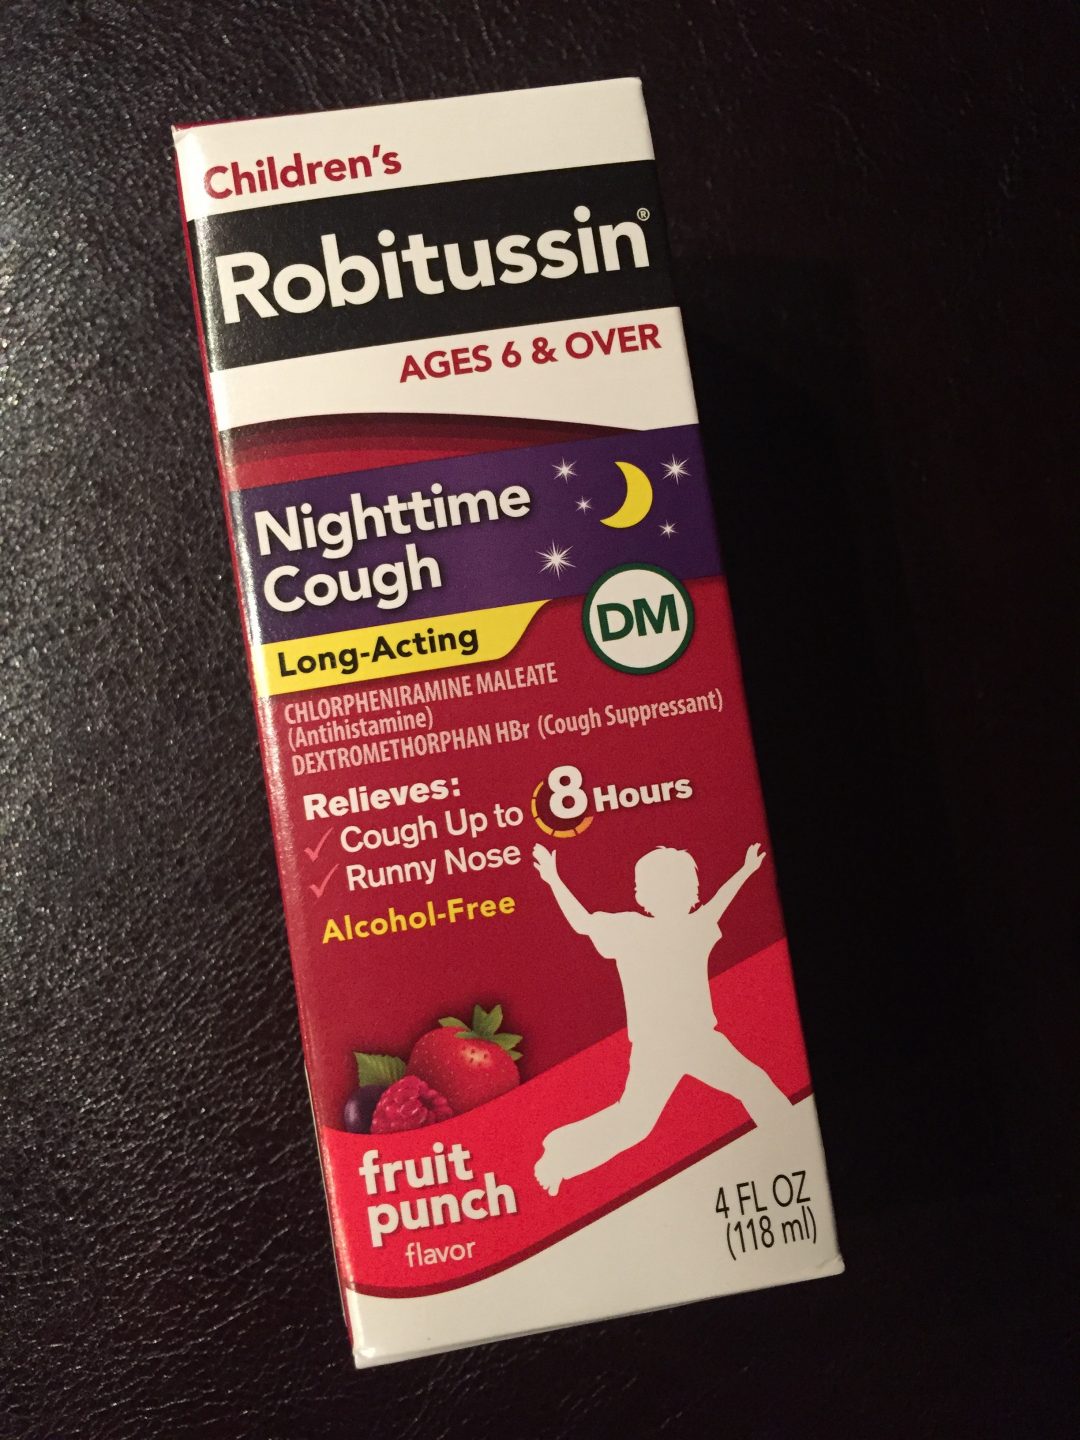 Children's
Robitussin®
AGES 6 & OVER
Nighttime
Cough
DM
Long-Acting
CHLORPHENIRAMINE MALEATE
(Antihistamine)
DEXTROMETHORPHAN HBr (Cough Suppressant)
Relieves:
Cough Up to 8 Hours
Runny Nose
Alcohol-Free
fruit
punch
flavor
4 FL OZ
(118 ml)